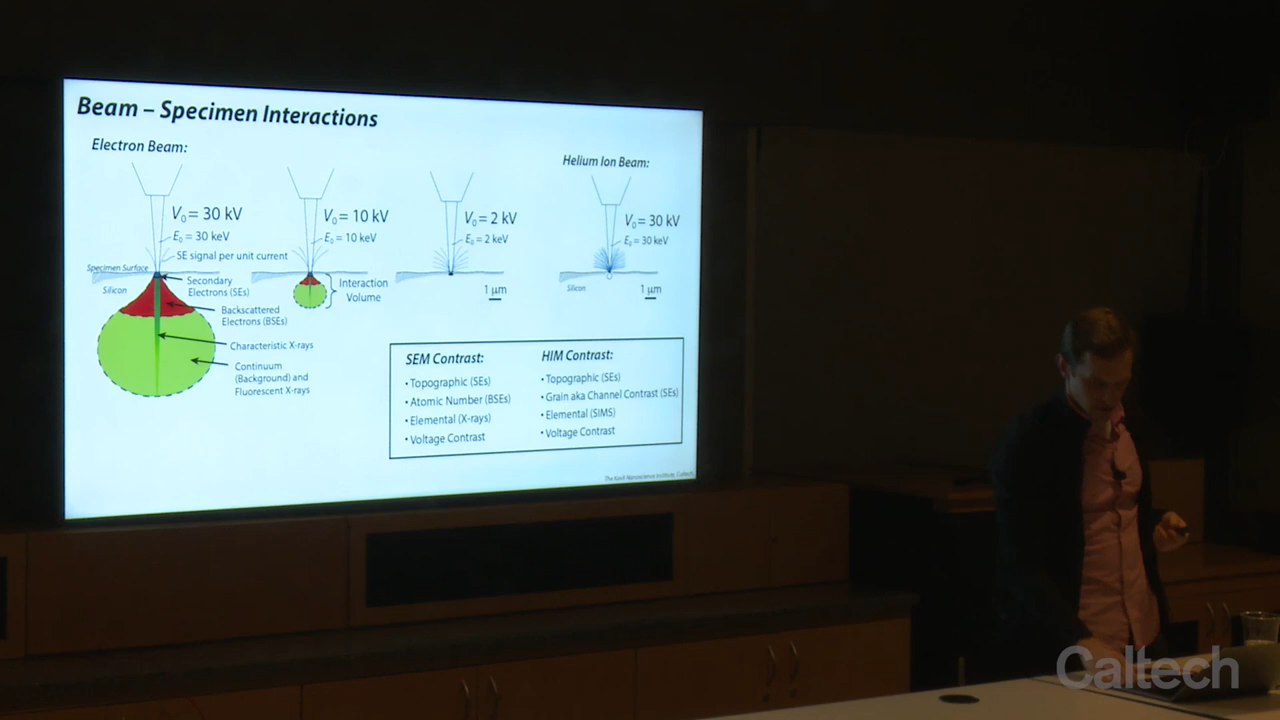 Beam – Specimen Interactions
Electron Beam:
V₀ = 30 kV
E₀ = 30 keV
SE signal per unit current
Specimen Surface
Silicon
Secondary
Electrons (SEs)
Backscattered
Electrons (BSEs)
Characteristic X-rays
Continuum
(Background) and
Fluorescent X-rays
V₀ = 10 kV
E₀ = 10 keV
Interaction
Volume
V₀ = 2 kV
E₀ = 2 keV
1 μm
Helium Ion Beam:
V₀ = 30 kV
E₀ = 30 keV
Silicon
1 μm
SEM Contrast:
• Topographic (SEs)
• Atomic Number (BSEs)
• Elemental (X-rays)
• Voltage Contrast
HIM Contrast:
• Topographic (SEs)
• Grain aka Channel Contrast (SEs)
• Elemental (SIMS)
• Voltage Contrast
The Kavli Nanoscience Institute, Caltech
Caltech